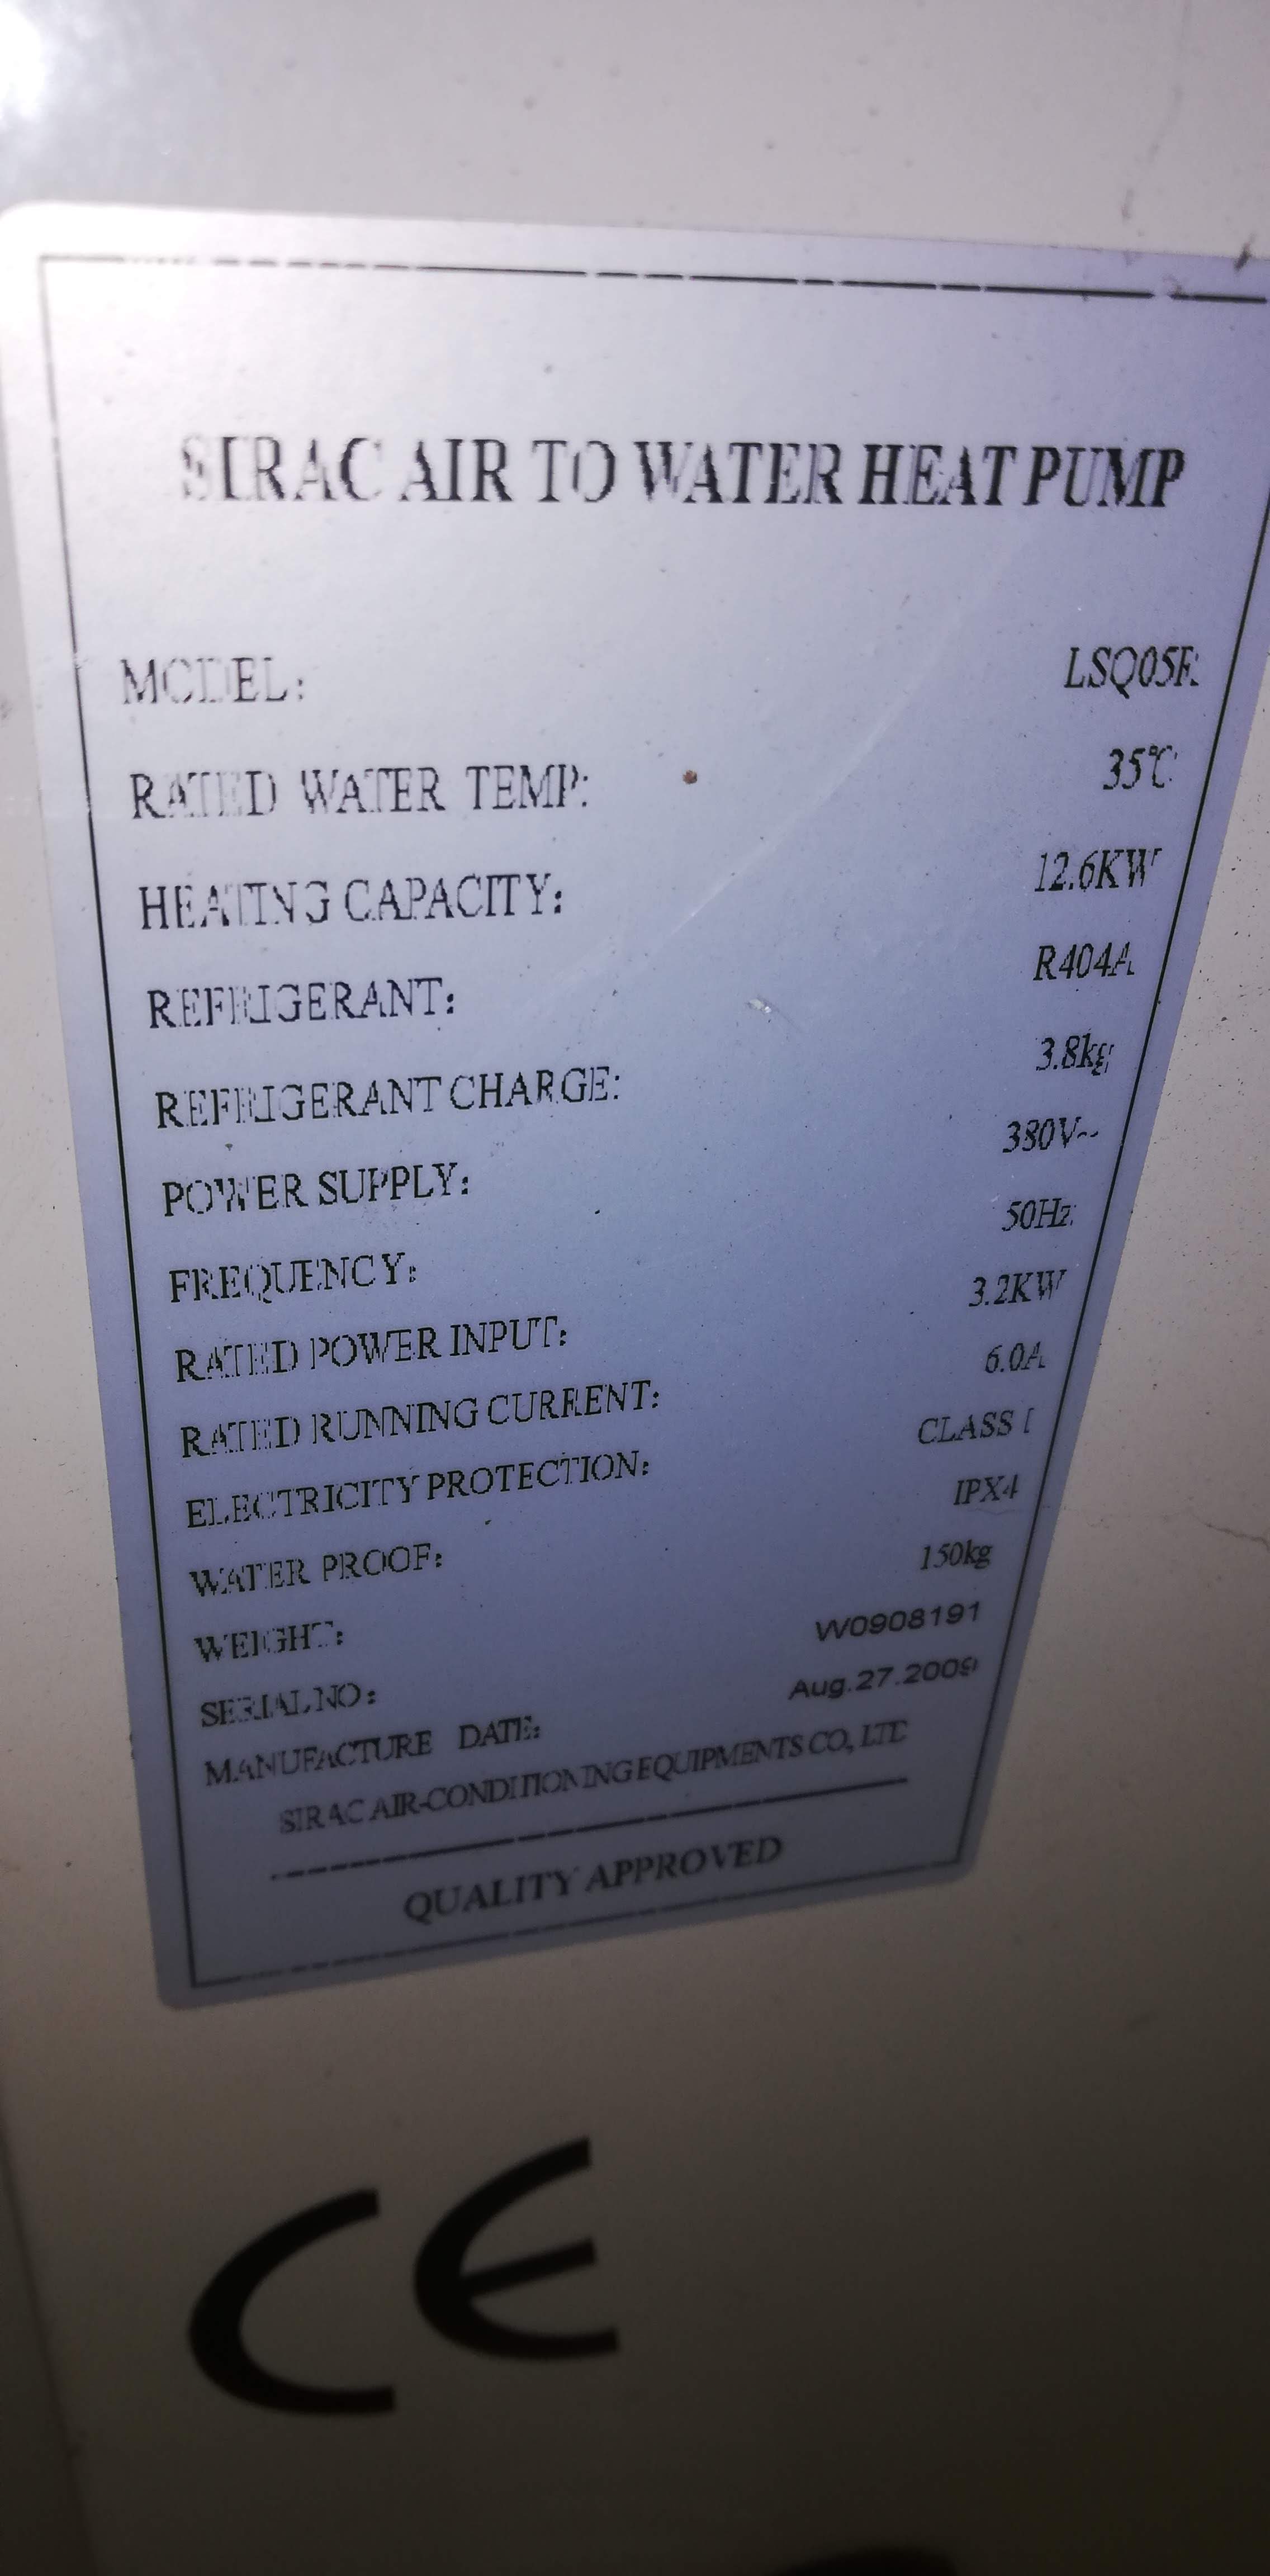 SIRAC AIR TO WATER HEAT PUMP
MODEL: LSQ05R
RATED WATER TEMP: 35℃
HEATING CAPACITY: 12.6KW
REFRIGERANT: R404A
REFRIGERANT CHARGE: 3.8kg
POWER SUPPLY: 380V~
FREQUENCY: 50Hz
RATED POWER INPUT: 3.2KW
RATED RUNNING CURRENT: 6.0A
ELECTRICITY PROTECTION: CLASS I
WATER PROOF: IPX4
WEIGHT: 150kg
SERIAL NO: W0908191
MANUFACTURE DATE: Aug.27.2009
SIRAC AIR-CONDITIONING EQUIPMENTS CO., LTD
QUALITY APPROVED
CE